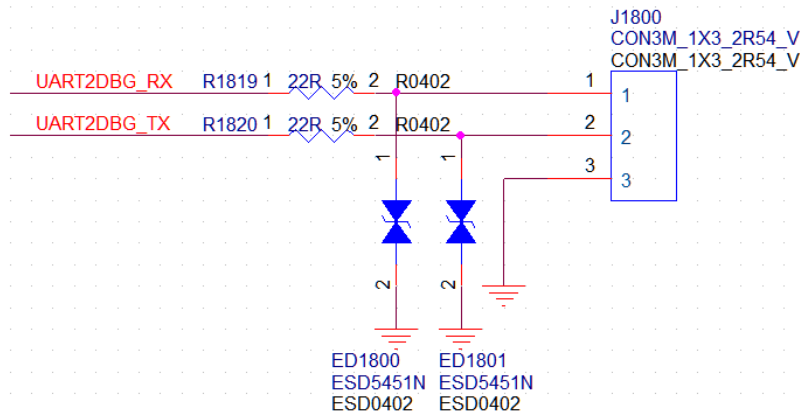 J1800
CON3M_1X3_2R54_V
CON3M_1X3_2R54_V
UART2DBG_RX R1819 1 22R 5% 2 R0402 1 1
UART2DBG_TX R1820 1 22R 5% 2 R0402 2 2
3 3
1 1
2 2
ED1800 ED1801
ESD5451N ESD5451N
ESD0402 ESD0402